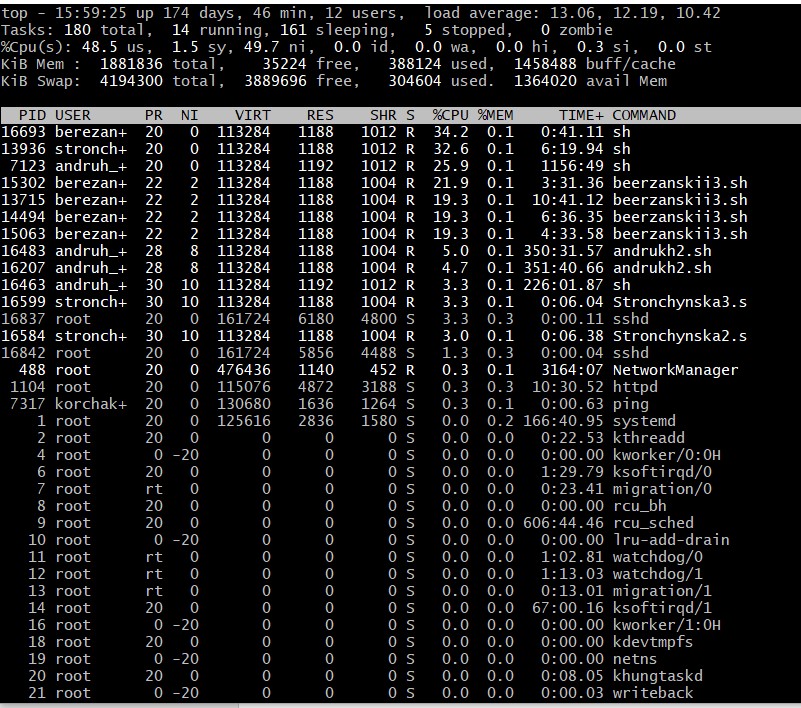 top - 15:59:25 up 174 days, 46 min, 12 users,  load average: 13.06, 12.19, 10.42
Tasks: 180 total,  14 running, 161 sleeping,   5 stopped,   0 zombie
%Cpu(s): 48.5 us,  1.5 sy, 49.7 ni,  0.0 id,  0.0 wa,  0.0 hi,  0.3 si,  0.0 st
KiB Mem :  1881836 total,    35224 free,   388124 used,  1458488 buff/cache
KiB Swap:  4194300 total,  3889696 free,   304604 used.  1364020 avail Mem
PID USER PR NI VIRT RES SHR S %CPU %MEM TIME+ COMMAND
16693 berezan+ 20 0 113284 1188 1012 R 34.2 0.1 0:41.11 sh
13936 stronch+ 20 0 113284 1188 1012 R 32.6 0.1 6:19.94 sh
7123 andruh_+ 20 0 113284 1192 1012 R 25.9 0.1 1156:49 sh
15302 berezan+ 22 2 113284 1188 1004 R 21.9 0.1 3:31.36 beerzanskii3.sh
13715 berezan+ 22 2 113284 1188 1004 R 19.3 0.1 10:41.12 beerzanskii3.sh
14494 berezan+ 22 2 113284 1188 1004 R 19.3 0.1 6:36.35 beerzanskii3.sh
15063 berezan+ 22 2 113284 1188 1004 R 19.3 0.1 4:33.58 beerzanskii3.sh
16483 andruh_+ 28 8 113284 1188 1004 R 5.0 0.1 350:31.57 andrukh2.sh
16207 andruh_+ 28 8 113284 1188 1004 R 4.7 0.1 351:40.66 andrukh2.sh
16463 andruh_+ 30 10 113284 1192 1012 R 3.3 0.1 226:01.87 sh
16599 stronch+ 30 10 113284 1188 1004 R 3.3 0.1 0:06.04 Stronchynska3.s
16837 root 20 0 161724 6180 4800 S 3.3 0.3 0:00.11 sshd
16584 stronch+ 30 10 113284 1188 1004 R 3.0 0.1 0:06.38 Stronchynska2.s
16842 root 20 0 161724 5856 4488 S 1.3 0.3 0:00.04 sshd
488 root 20 0 476436 1140 452 R 0.3 0.1 3164:07 NetworkManager
1104 root 20 0 115076 4872 3188 S 0.3 0.3 10:30.52 httpd
7317 korchak+ 20 0 130680 1636 1264 S 0.3 0.1 0:00.63 ping
1 root 20 0 125616 2836 1580 S 0.0 0.2 166:40.95 systemd
2 root 20 0 0 0 0 S 0.0 0.0 0:22.53 kthreadd
4 root 0 -20 0 0 0 S 0.0 0.0 0:00.00 kworker/0:0H
6 root 20 0 0 0 0 S 0.0 0.0 1:29.79 ksoftirqd/0
7 root rt 0 0 0 0 S 0.0 0.0 0:23.41 migration/0
8 root 20 0 0 0 0 S 0.0 0.0 0:00.00 rcu_bh
9 root 20 0 0 0 0 S 0.0 0.0 606:44.46 rcu_sched
10 root 0 -20 0 0 0 S 0.0 0.0 0:00.00 lru-add-drain
11 root rt 0 0 0 0 S 0.0 0.0 1:02.81 watchdog/0
12 root rt 0 0 0 0 S 0.0 0.0 1:13.03 watchdog/1
13 root rt 0 0 0 0 S 0.0 0.0 0:13.01 migration/1
14 root 20 0 0 0 0 S 0.0 0.0 67:00.16 ksoftirqd/1
16 root 0 -20 0 0 0 S 0.0 0.0 0:00.00 kworker/1:0H
18 root 20 0 0 0 0 S 0.0 0.0 0:00.00 kdevtmpfs
19 root 0 -20 0 0 0 S 0.0 0.0 0:00.00 netns
20 root 20 0 0 0 0 S 0.0 0.0 0:08.05 khungtaskd
21 root 0 -20 0 0 0 S 0.0 0.0 0:00.03 writeback